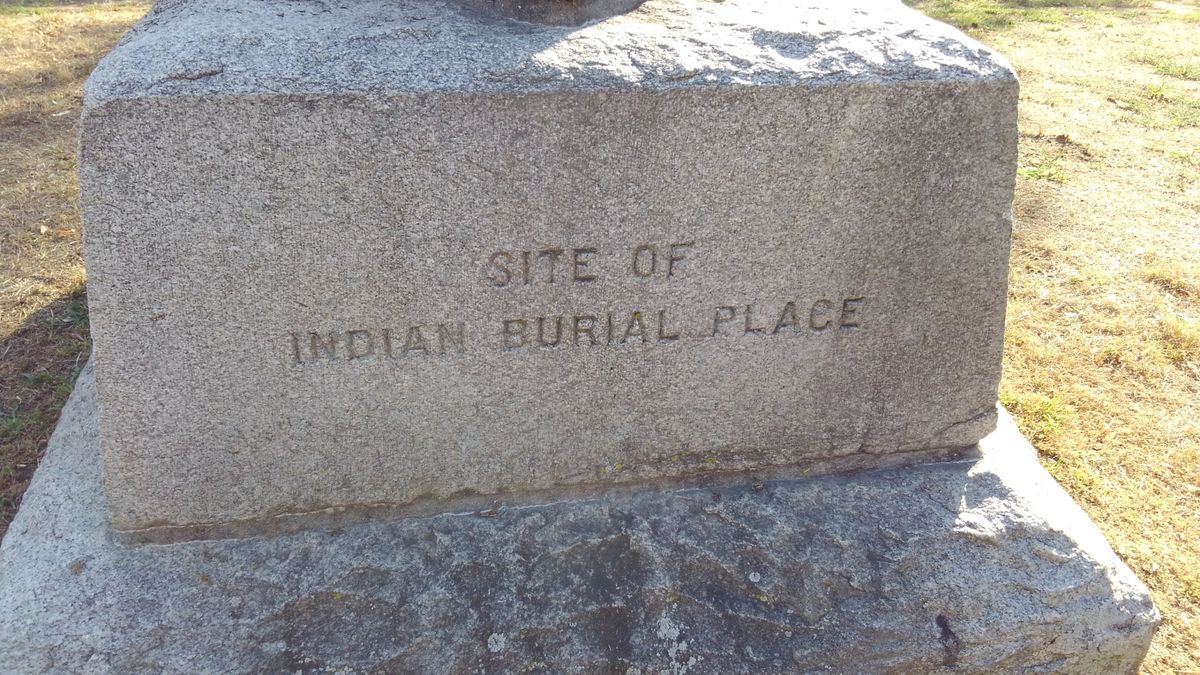 SITE OF
INDIAN BURIAL PLACE